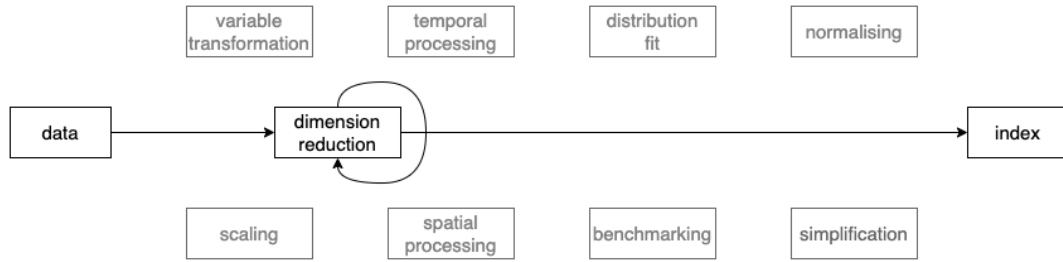 variable
transformation
temporal
processing
distribution
fit
normalising
data
dimension
reduction
index
scaling
spatial
processing
benchmarking
simplification